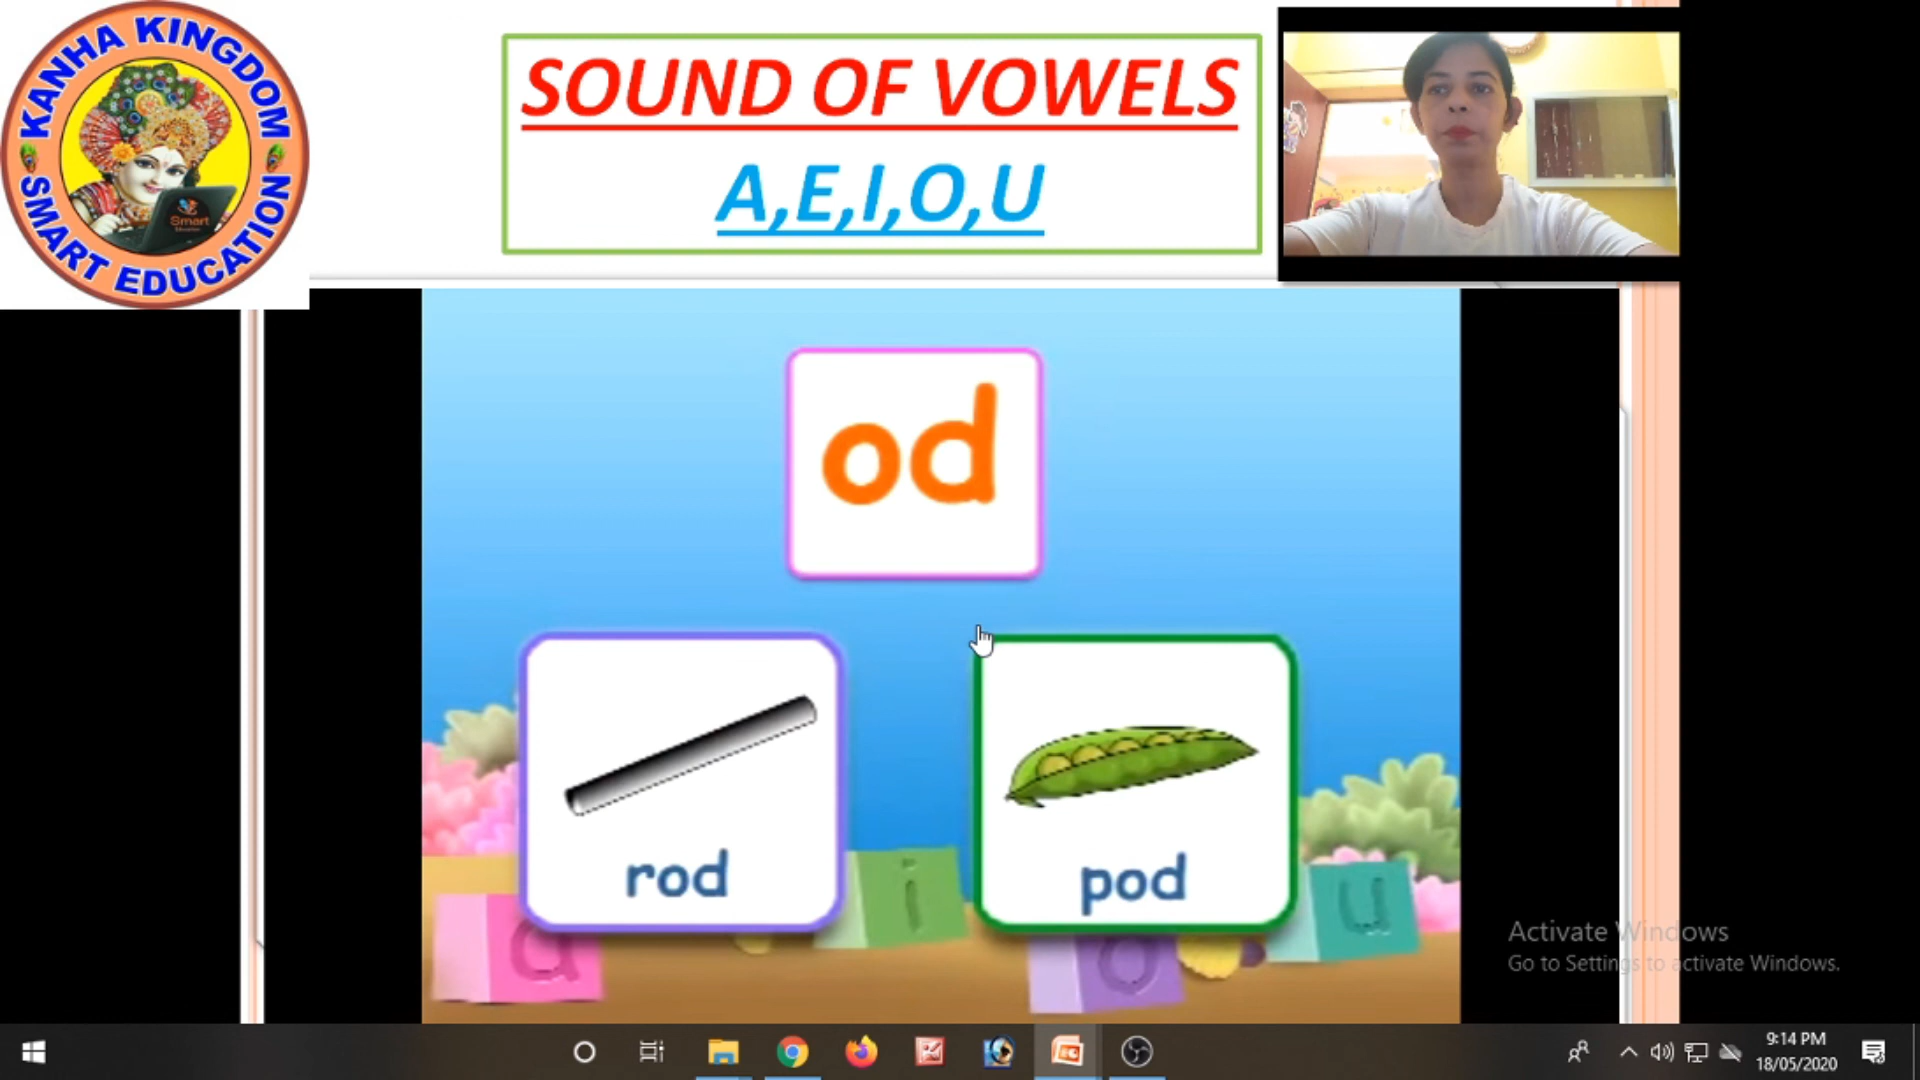 KANHA KINGDOM
SMART EDUCATION
Smart
SOUND OF VOWELS
A,E,I,O,U
od
rod
pod
a
i
o
u
Activate Windows
Go to Settings to activate Windows.
9:14 PM
18/05/2020